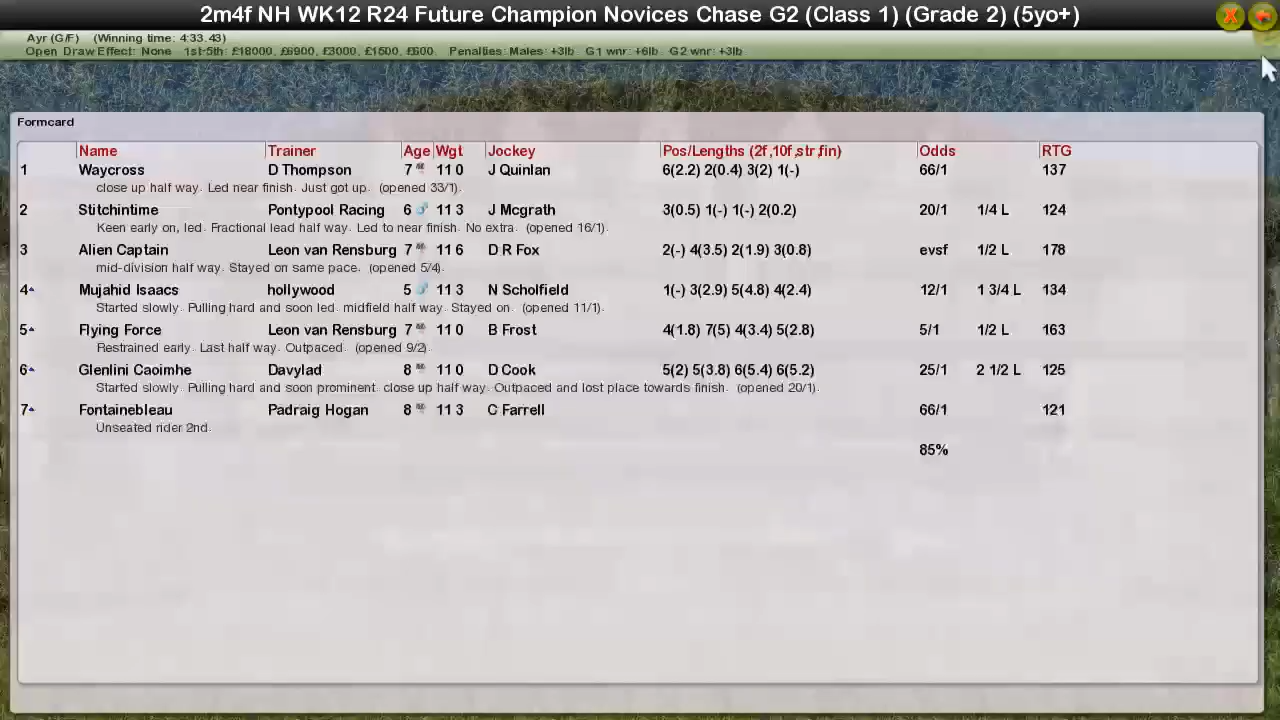 2m4f NH WK12 R24 Future Champion Novices Chase G2 (Class 1) (Grade 2) (5yo+)
Ayr (G/F) (Winning time: 4:33.43)
Open Draw Effect: None 1st-5th: £18000, £6900, £3000, £1500, £600 Penalties: Males: +3lb G1 wnr: +6lb G2 wnr: +3lb
Formcard
Name Trainer Age Wgt Jockey Pos/Lengths (2f,10f,str,fin) Odds RTG
1 Waycross D Thompson 7 11 0 J Quinlan 6(2.2) 2(0.4) 3(2) 1(-) 66/1 137
close up half way. Led near finish. Just got up. (opened 33/1).
2 Stitchintime Pontypool Racing 6 11 3 J Mcgrath 3(0.5) 1(-) 1(-) 2(0.2) 20/1 1/4 L 124
Keen early on, led. Fractional lead half way. Led to near finish. No extra. (opened 16/1).
3 Alien Captain Leon van Rensburg 7 11 6 D R Fox 2(-) 4(3.5) 2(1.9) 3(0.8) evsf 1/2 L 178
mid-division half way. Stayed on same pace. (opened 5/4).
4 Mujahid Isaacs hollywood 5 11 3 N Scholfield 1(-) 3(2.9) 5(4.8) 4(2.4) 12/1 1 3/4 L 134
Started slowly. Pulling hard and soon led. midfield half way. Stayed on. (opened 11/1).
5 Flying Force Leon van Rensburg 7 11 0 B Frost 4(1.8) 7(5) 4(3.4) 5(2.8) 5/1 1/2 L 163
Restrained early. Last half way. Outpaced. (opened 9/2).
6 Glenlini Caoimhe Davylad 8 11 0 D Cook 5(2) 5(3.8) 6(5.4) 6(5.2) 25/1 2 1/2 L 125
Started slowly. Pulling hard and soon prominent. close up half way. Outpaced and lost place towards finish. (opened 20/1).
7 Fontainebleau Padraig Hogan 8 11 3 C Farrell 66/1 121
Unseated rider 2nd.
85%